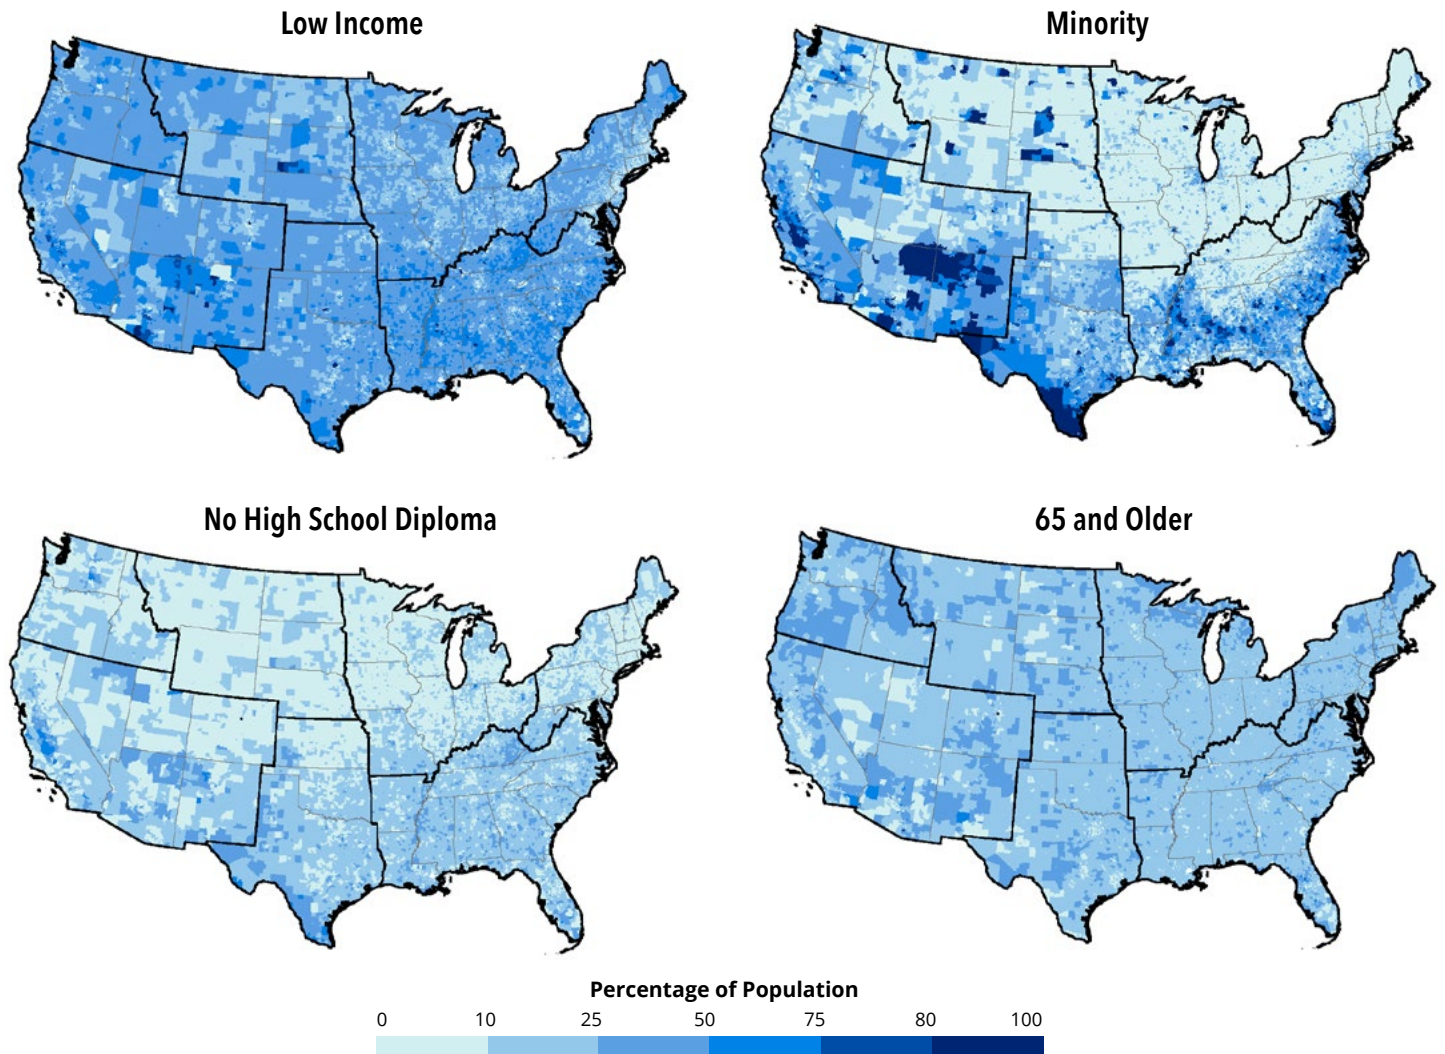 Low Income
Minority
No High School Diploma
65 and Older
Percentage of Population
0 10 25 50 75 80 100